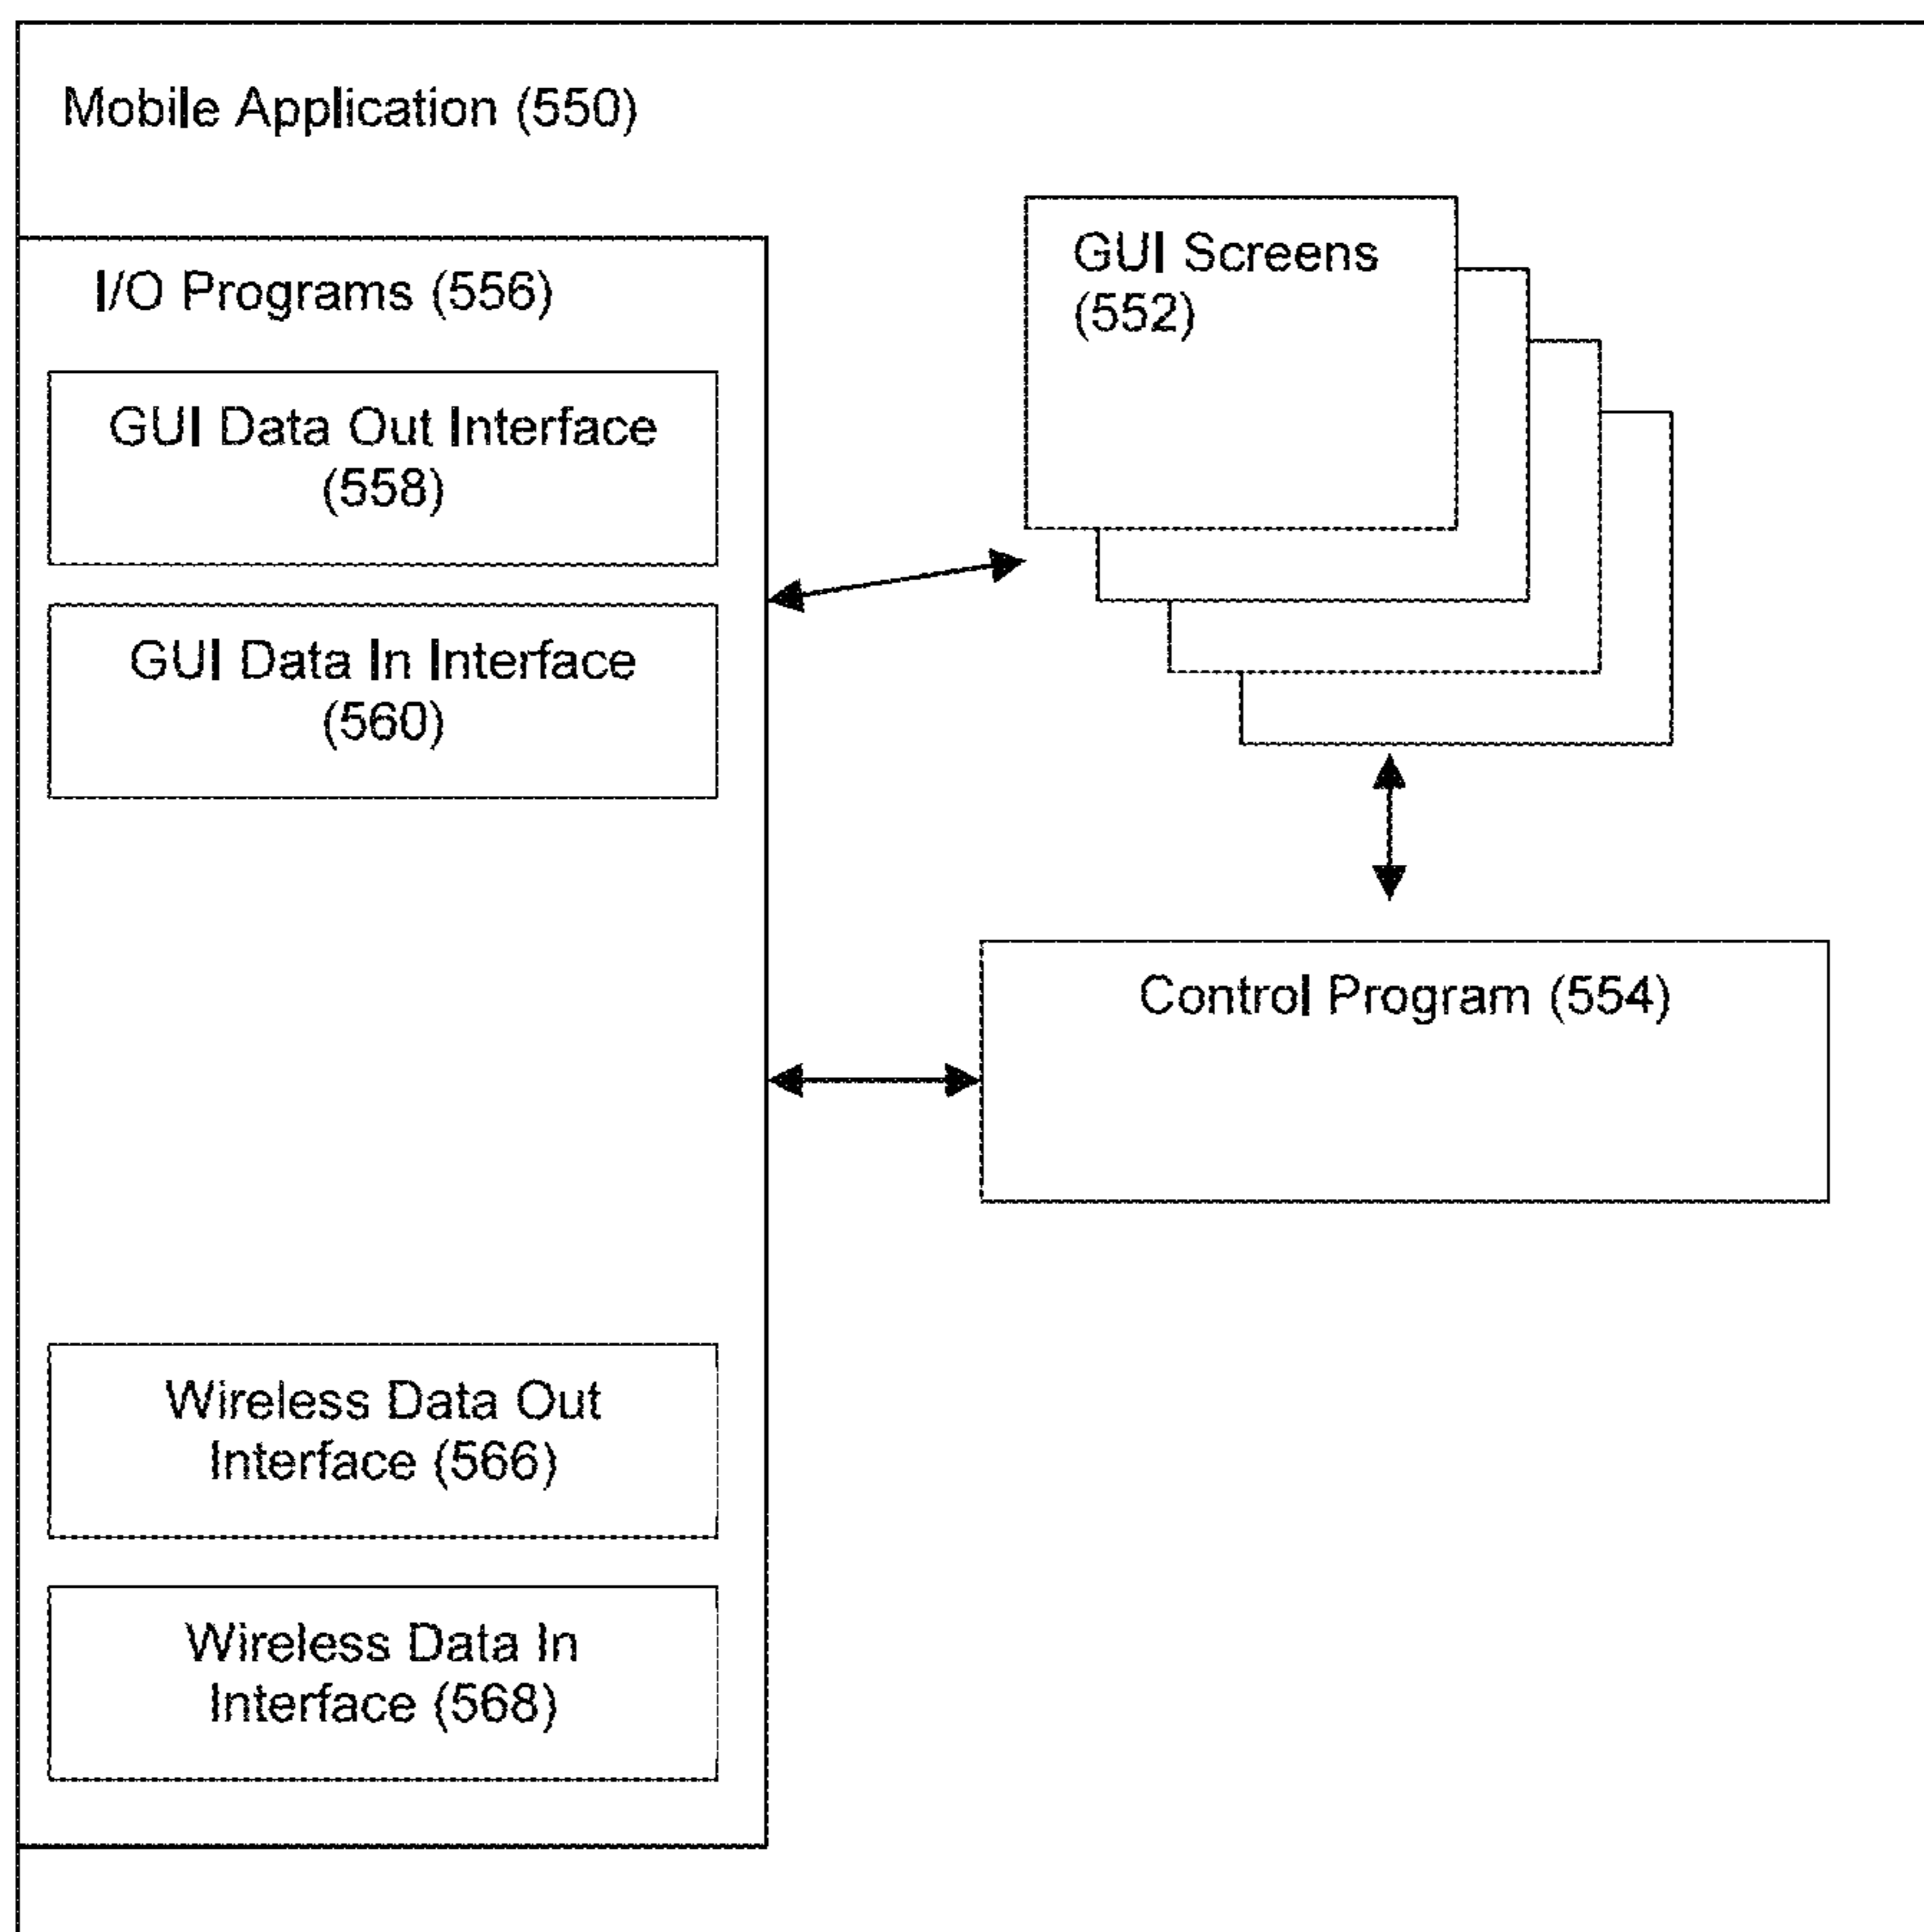 Mobile Application (550)
I/O Programs (556)
GUI Data Out Interface
(558)
GUI Data In Interface
(560)
Wireless Data Out
Interface (566)
Wireless Data In
Interface (568)
GUI Screens
(552)
Control Program (554)